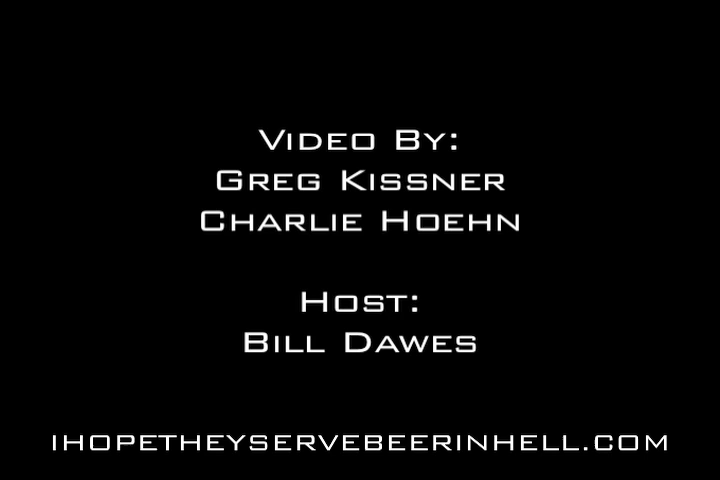 Video By:
Greg Kissner
Charlie Hoehn
Host:
Bill Dawes
ihopetheyservebeerinhell.com